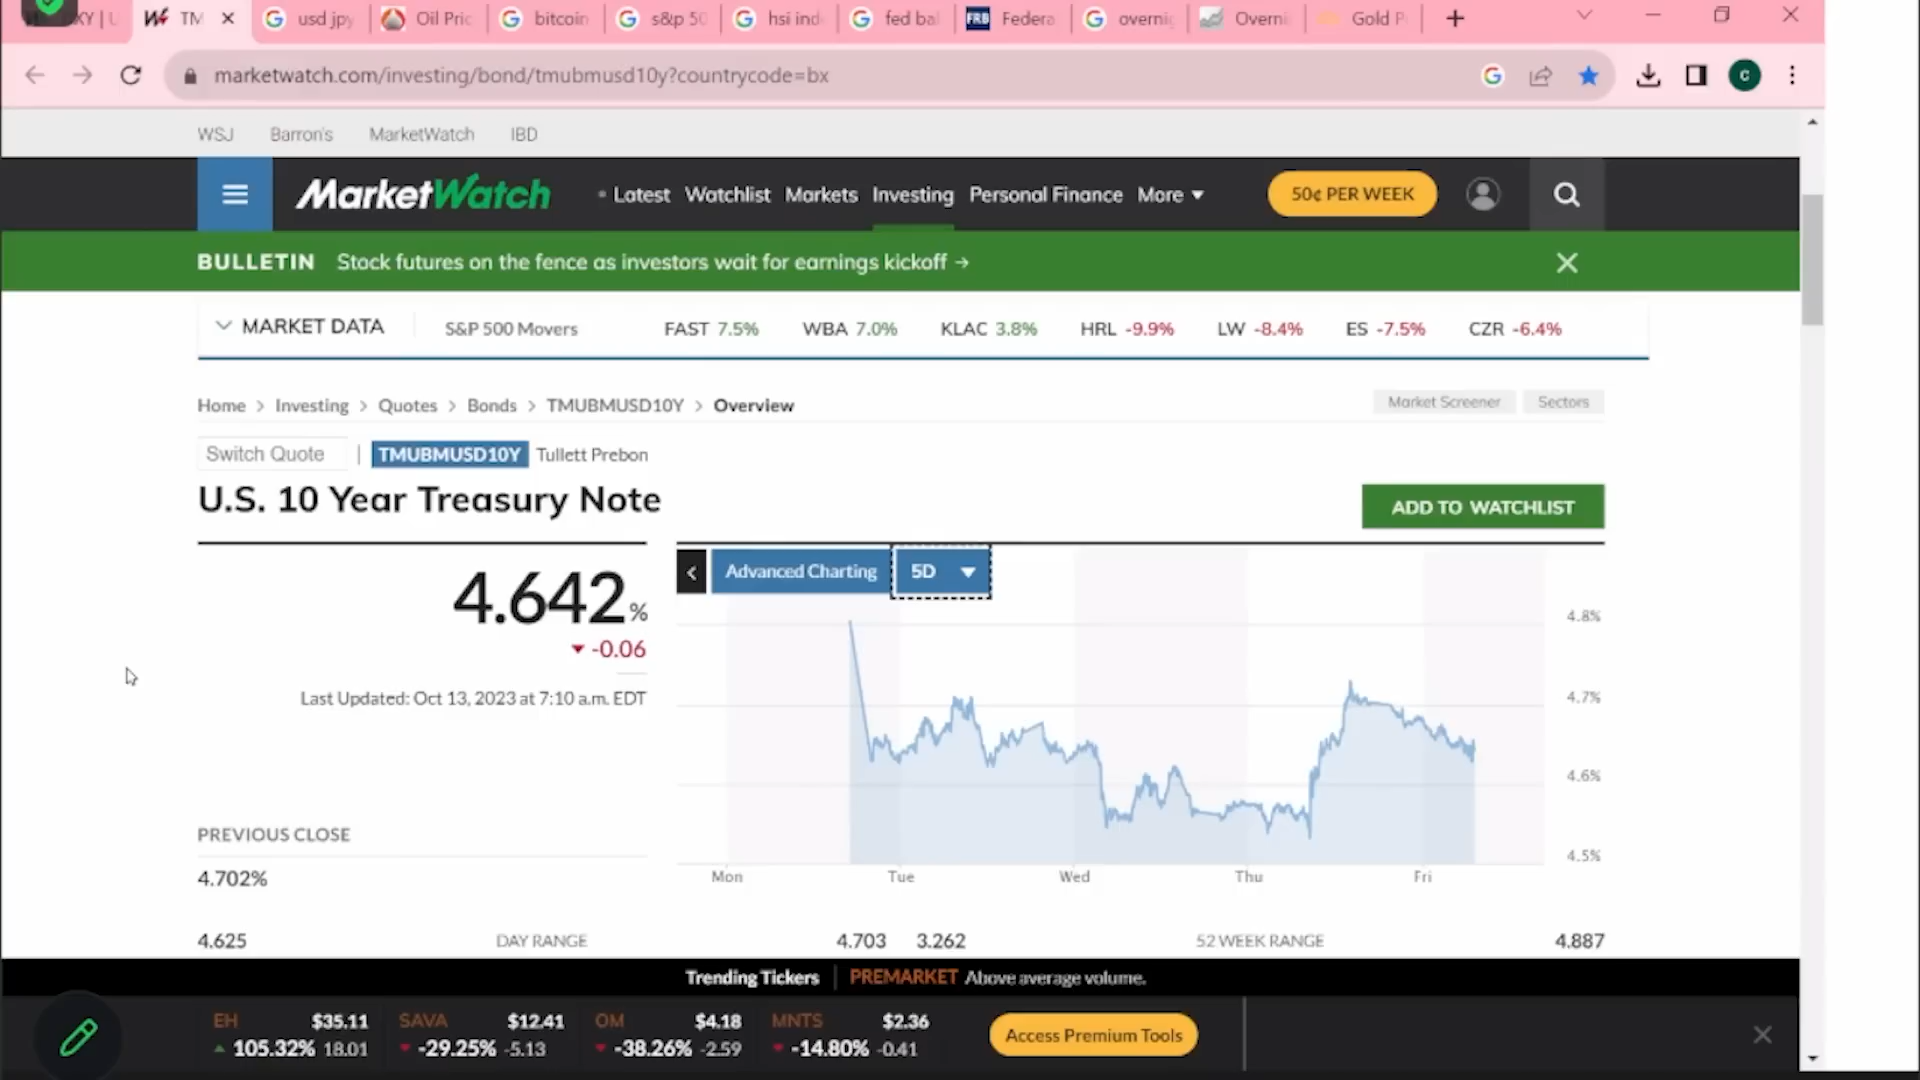 TM
usd jpy
Oil Pric
bitcoin
s&p 50
hsi ind
fed bal
FRB Federa
overnig
Overni
Gold P
marketwatch.com/investing/bond/tmubmusd10y?countrycode=bx
C
WSJ Barron's MarketWatch IBD
MarketWatch
Latest Watchlist Markets Investing Personal Finance More
50¢ PER WEEK
BULLETIN Stock futures on the fence as investors wait for earnings kickoff →
MARKET DATA S&P 500 Movers FAST 7.5% WBA 7.0% KLAC 3.8% HRL -9.9% LW -8.4% ES -7.5% CZR -6.4%
Home > Investing > Quotes > Bonds > TMUBMUSD10Y > Overview
Market Screener Sectors
Switch Quote | TMUBMUSD10Y Tullett Prebon
U.S. 10 Year Treasury Note
ADD TO WATCHLIST
4.642%
-0.06
Last Updated: Oct 13, 2023 at 7:10 a.m. EDT
Advanced Charting 5D
4.8%
4.7%
4.6%
4.5%
Mon Tue Wed Thu Fri
PREVIOUS CLOSE
4.702%
4.625 DAY RANGE 4.703
3.262 52 WEEK RANGE 4.887
Trending Tickers | PREMARKET Above average volume.
EH $35.11
105.32% 18.01
SAVA $12.41
-29.25% -5.13
OM $4.18
-38.26% -2.59
MNTS $2.36
-14.80% -0.41
Access Premium Tools